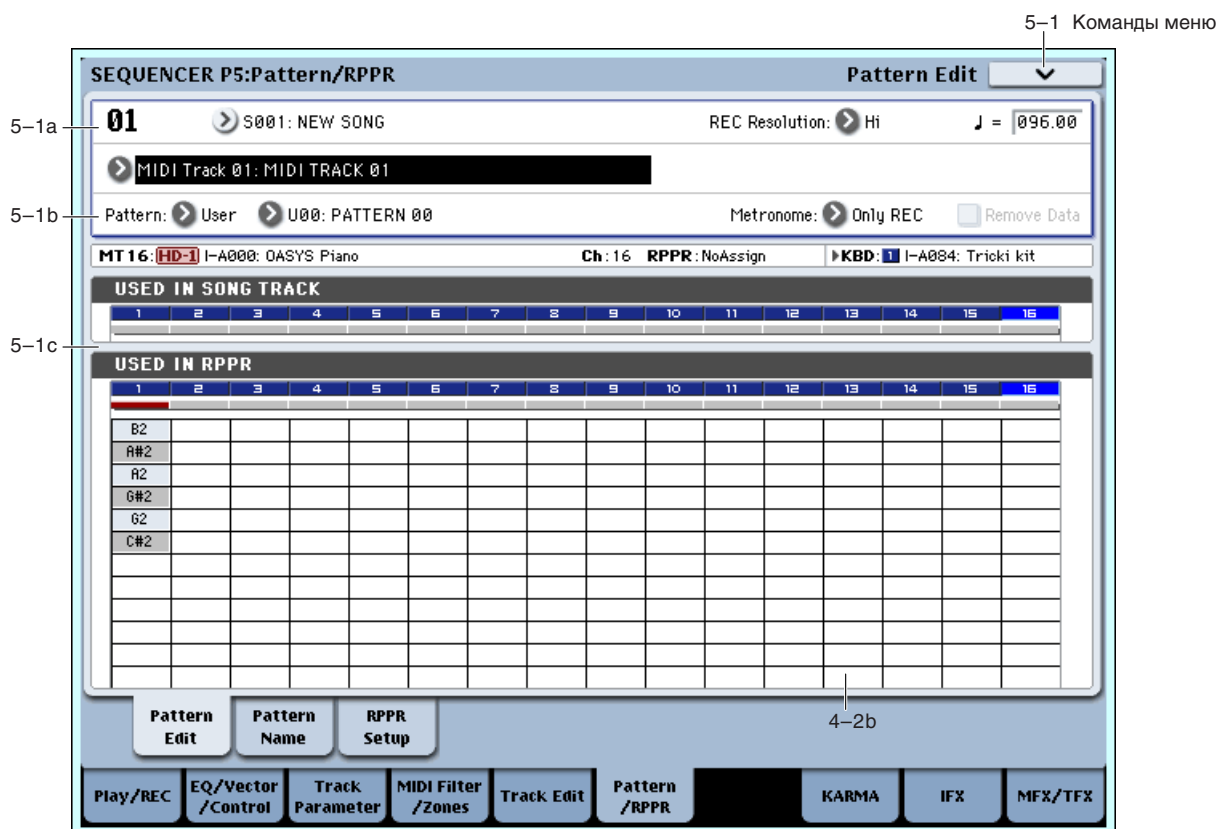 5–1 Команды меню
SEQUENCER P5:Pattern/RPPR Pattern Edit
5–1a 01 S001: NEW SONG REC Resolution: Hi ♩ = 096.00
MIDI Track 01: MIDI TRACK 01
5–1b Pattern: User U00: PATTERN 00 Metronome: Only REC Remove Data
MT 16: HD-1 I-A000: OASYS Piano Ch:16 RPPR:NoAssign ▶KBD: 1 I-A084: Tricki kit
USED IN SONG TRACK
1 2 3 4 5 6 7 8 9 10 11 12 13 14 15 16
5–1c
USED IN RPPR
1 2 3 4 5 6 7 8 9 10 11 12 13 14 15 16
B2
A#2
A2
G#2
G2
C#2
4–2b
Pattern Edit
Pattern Name
RPPR Setup
Play/REC
EQ/Vector /Control
Track Parameter
MIDI Filter /Zones
Track Edit
Pattern /RPPR
KARMA
IFX
MFX/TFX